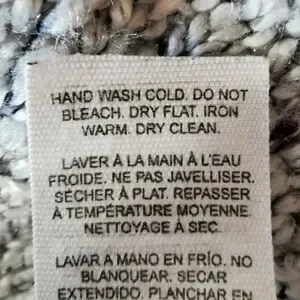 HAND WASH COLD. DO NOT
BLEACH. DRY FLAT. IRON
WARM. DRY CLEAN.
LAVER À LA MAIN À L'EAU
FROIDE. NE PAS JAVELLISER.
SÉCHER À PLAT. REPASSER
À TEMPÉRATURE MOYENNE.
NETTOYAGE À SEC.
LAVAR A MANO EN FRÍO. NO
BLANQUEAR. SECAR
EXTENDIDO. PLANCHAR EN